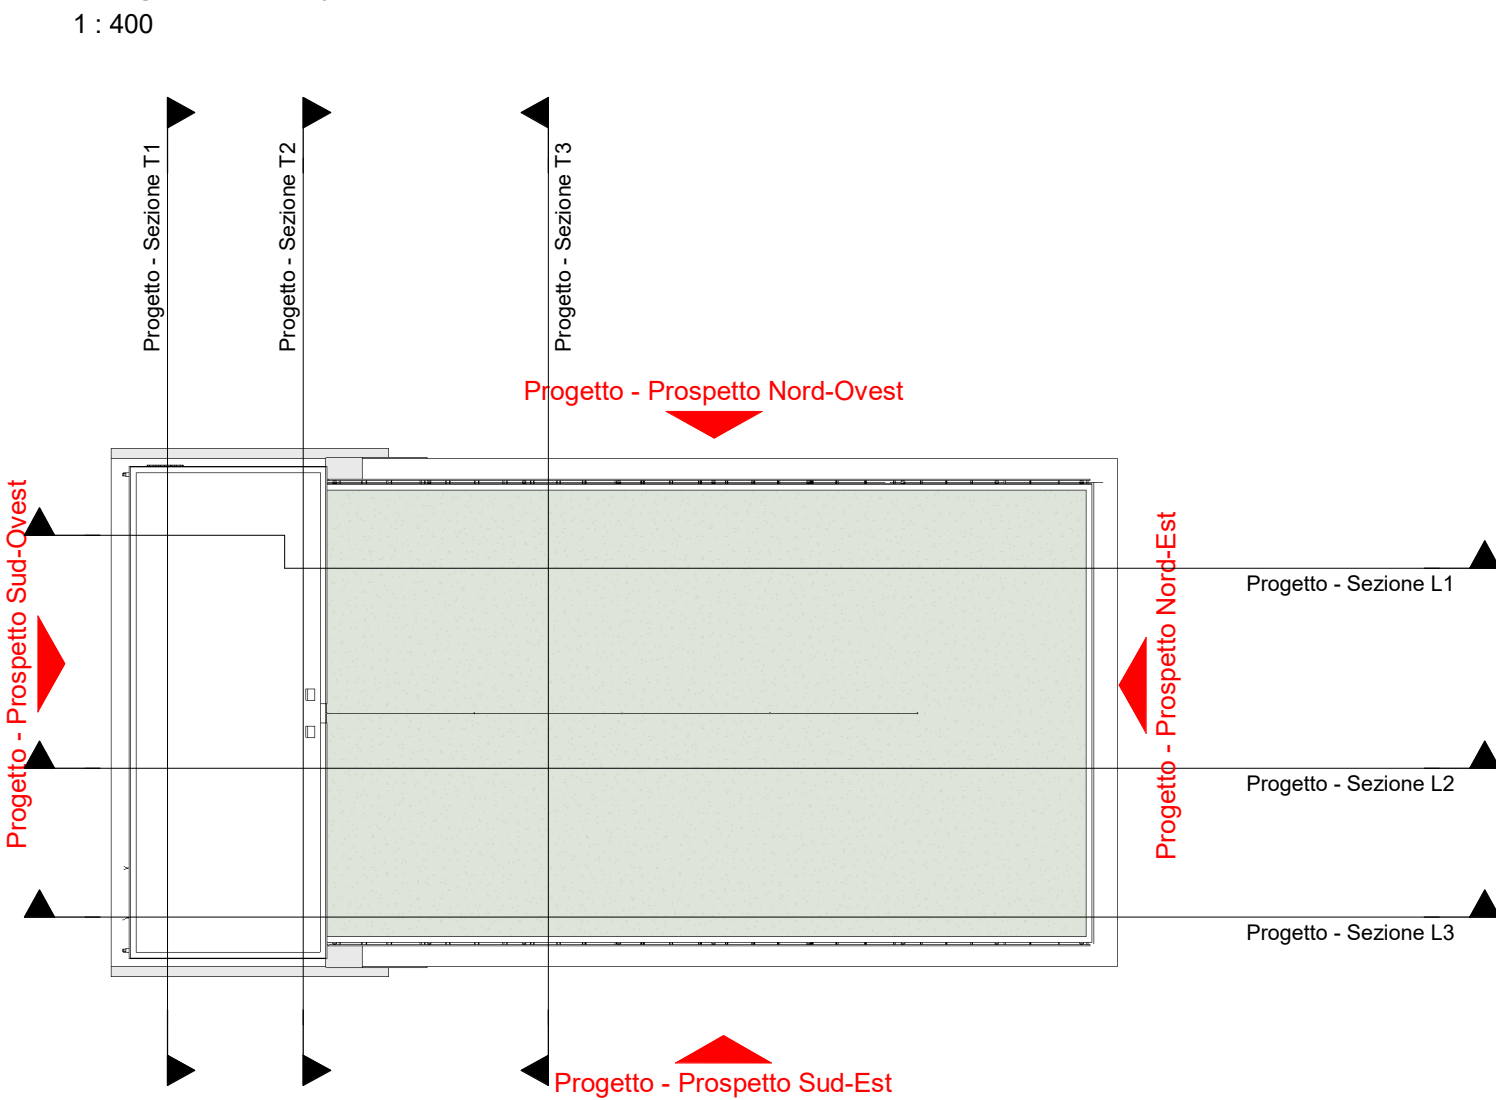 1 : 400
Progetto - Sezione T1
Progetto - Sezione T2
Progetto - Sezione T3
Progetto - Prospetto Nord-Ovest
Progetto - Prospetto Sud-Ovest
Progetto - Prospetto Nord-Est
Progetto - Sezione L1
Progetto - Sezione L2
Progetto - Sezione L3
Progetto - Prospetto Sud-Est